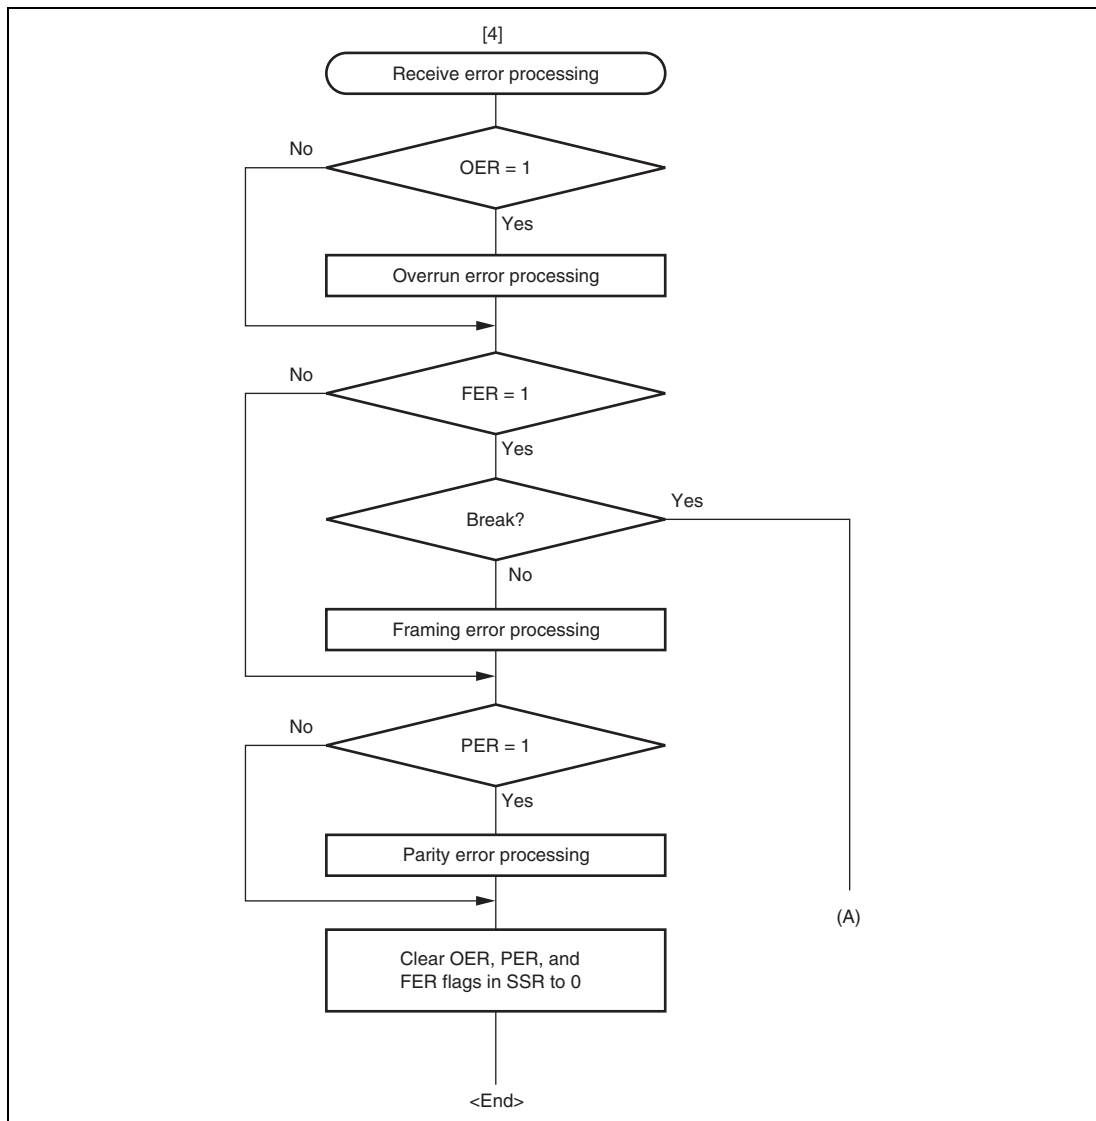 [4]
Receive error processing
No
OER = 1
Yes
Overrun error processing
No
FER = 1
Yes
Break?
Yes
No
Framing error processing
No
PER = 1
Yes
Parity error processing
(A)
Clear OER, PER, and
FER flags in SSR to 0
<End>